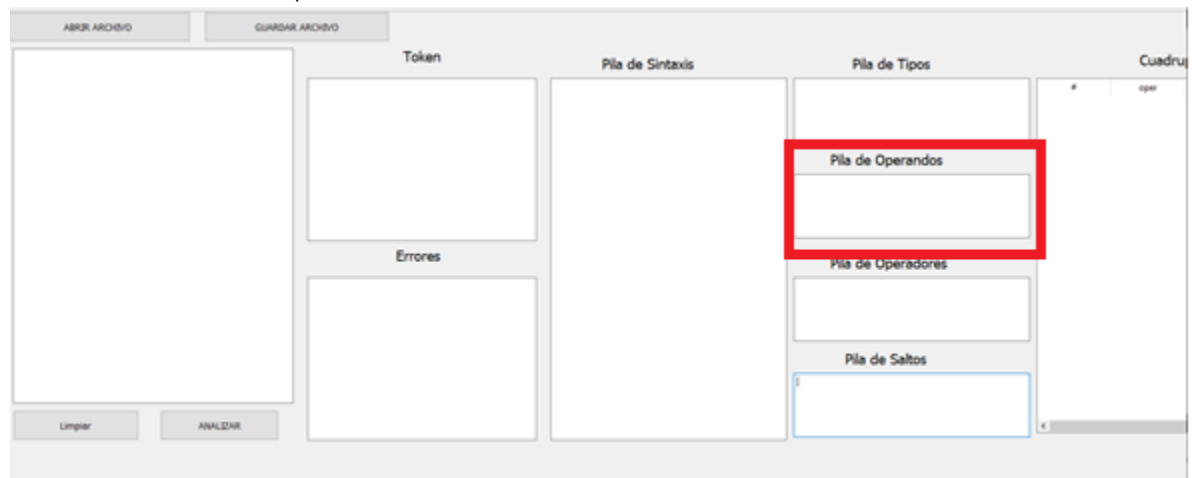 ABRIR ARCHIVO
GUARDAR ARCHIVO
Token
Pila de Sintaxis
Pila de Tipos
#
oper
Pila de Operandos
Errores
Pila de Operadores
Pila de Saltos
Limpiar
ANALIZAR